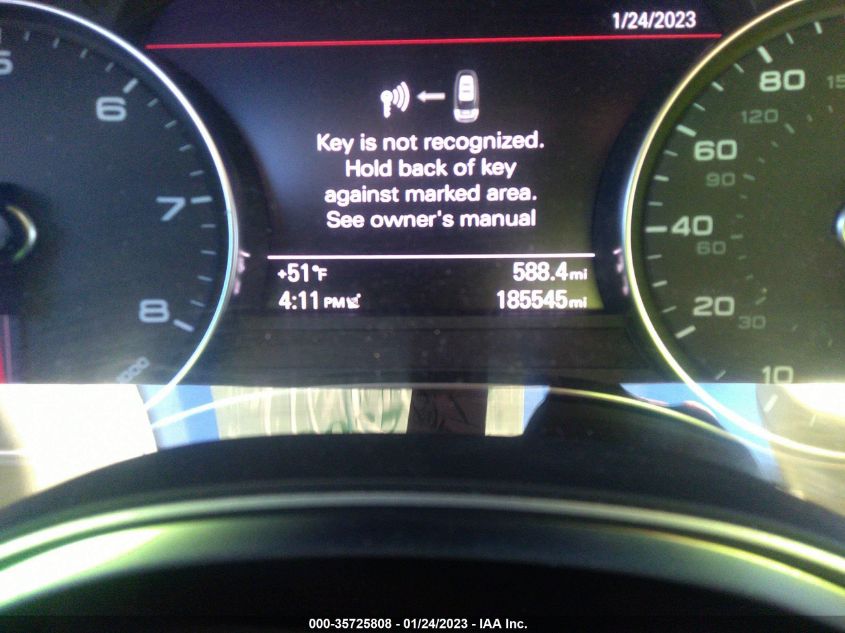 1/24/2023
Key is not recognized.
Hold back of key
against marked area.
See owner's manual
+51°F 588.4mi
4:11 PM 185545mi
5
6
7
8
1000
80
120
60
90
40
60
20
30
10
000-35725808 - 01/24/2023 - IAA Inc.